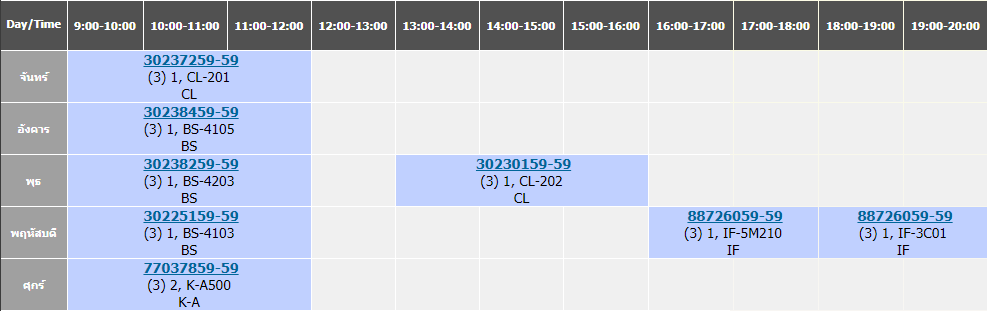 Day/Time 9:00-10:00 10:00-11:00 11:00-12:00 12:00-13:00 13:00-14:00 14:00-15:00 15:00-16:00 16:00-17:00 17:00-18:00 18:00-19:00 19:00-20:00
จันทร์
30237259-59
(3) 1, CL-201
CL
อังคาร
30238459-59
(3) 1, BS-4105
BS
พุธ
30238259-59
(3) 1, BS-4203
BS
30230159-59
(3) 1, CL-202
CL
พฤหัสบดี
30225159-59
(3) 1, BS-4103
BS
88726059-59
(3) 1, IF-5M210
IF
88726059-59
(3) 1, IF-3C01
IF
ศุกร์
77037859-59
(3) 2, K-A500
K-A